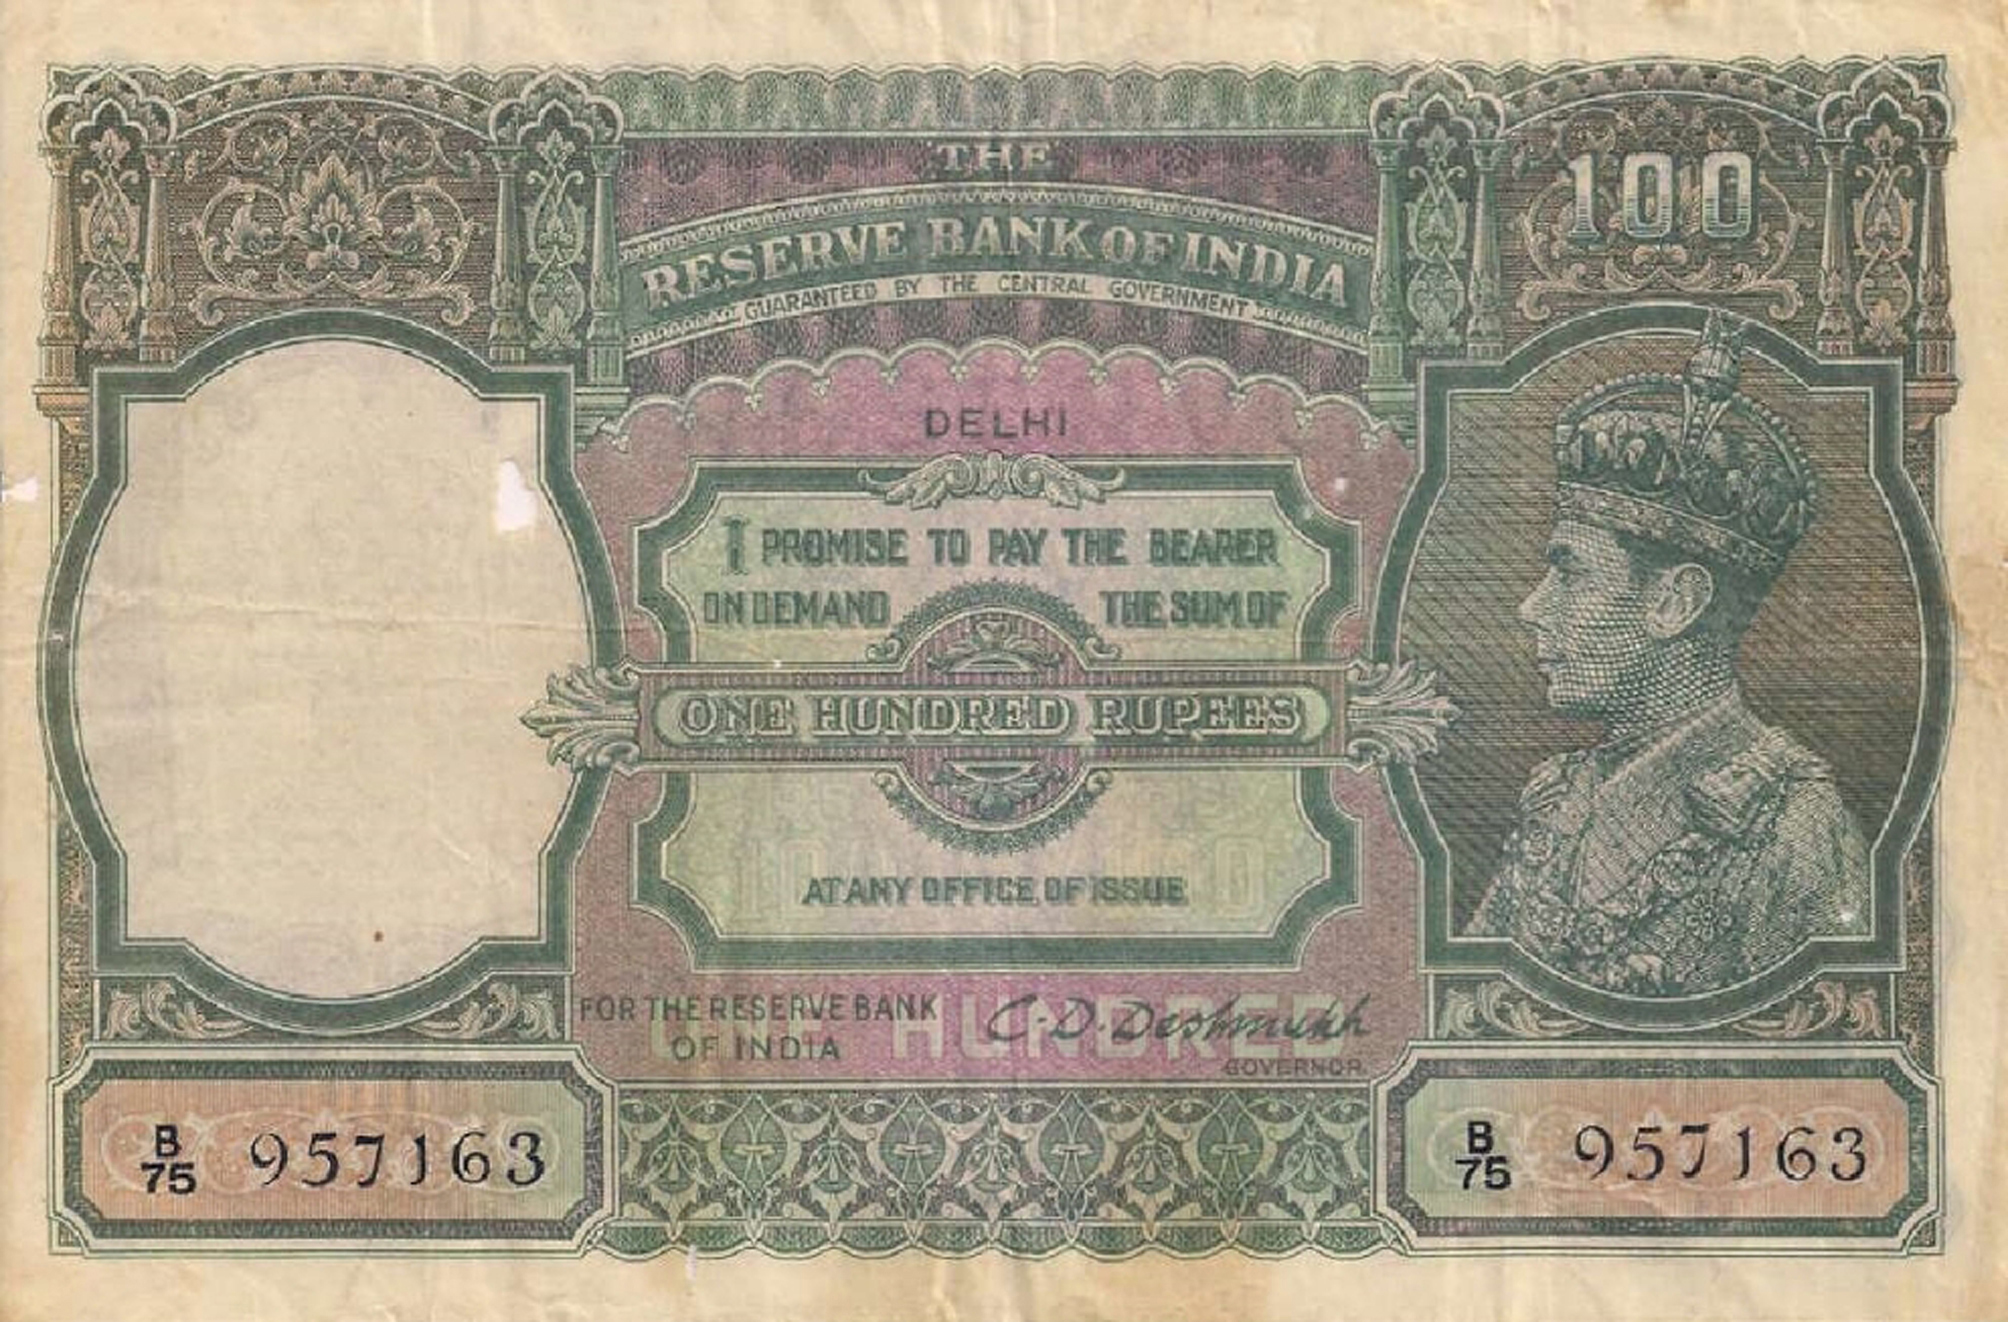 THE
100
RESERVE BANK OF INDIA
GUARANTEED BY THE CENTRAL GOVERNMENT
DELHI
I PROMISE TO PAY THE BEARER
ON DEMAND THE SUM OF
ONE HUNDRED RUPEES
AT ANY OFFICE OF ISSUE
FOR THE RESERVE BANK
OF INDIA
ONE HUNDRED
C. D. Deshmukh
GOVERNOR.
B/75 957163
B/75 957163